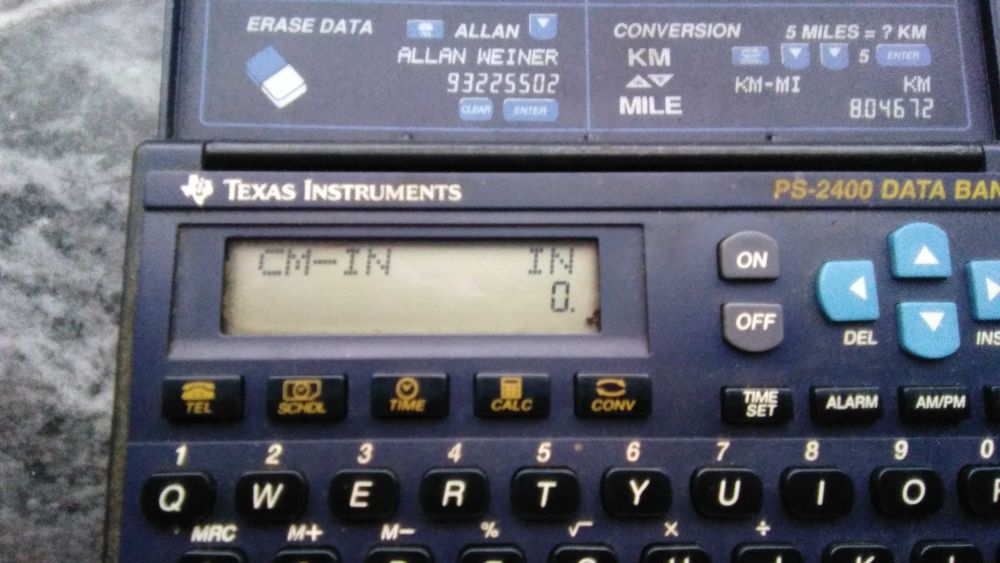 ERASE DATA TEL ALLAN CONVERSION 5 MILES = ? KM
ALLAN WEINER KM 5 ENTER
93225502 KM-MI KM
CLEAR ENTER MILE 8.04672
TEXAS INSTRUMENTS PS-2400 DATA BAN
CM-IN IN
0.
ON
OFF
DEL INS
TEL SCHDL TIME CALC CONV TIME SET ALARM AM/PM
1 2 3 4 5 6 7 8 9 0
Q W E R T Y U I O
MRC M+ M- % √ × ÷